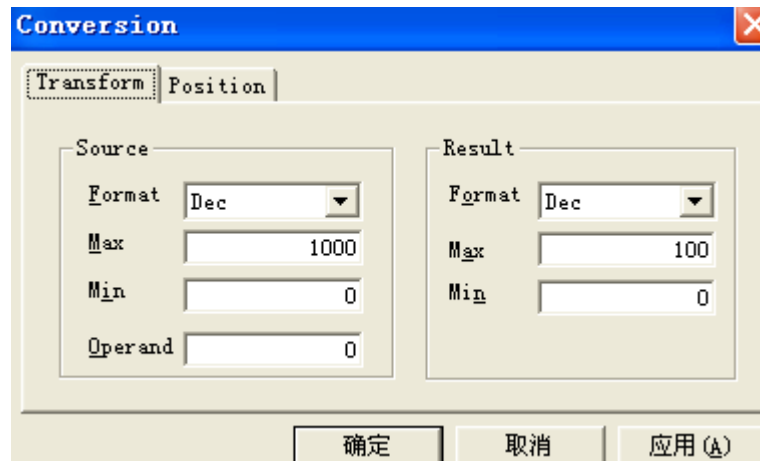 Conversion
Transform Position
Source
Format Dec
Max 1000
Min 0
Operand 0
Result
Format Dec
Max 100
Min 0
确定 取消 应用(A)